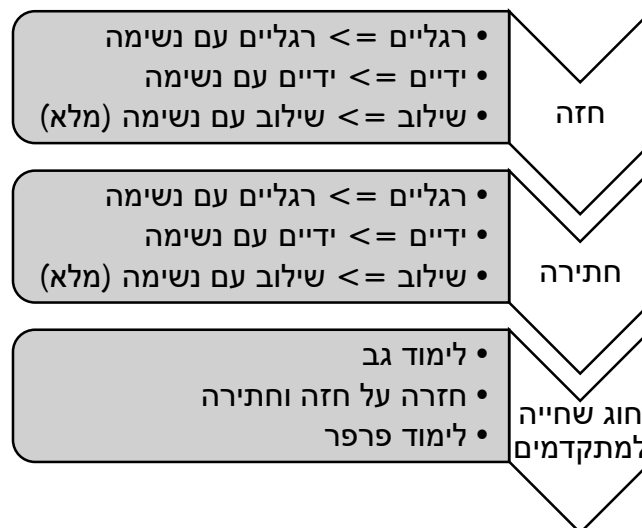 חזה
• רגליים => רגליים עם נשימה
• ידיים => ידיים עם נשימה
• שילוב => שילוב עם נשימה (מלא)
חתירה
• רגליים => רגליים עם נשימה
• ידיים => ידיים עם נשימה
• שילוב => שילוב עם נשימה (מלא)
חוג שחייה
למתקדמים
• לימוד גב
• חזרה על חזה וחתירה
• לימוד פרפר